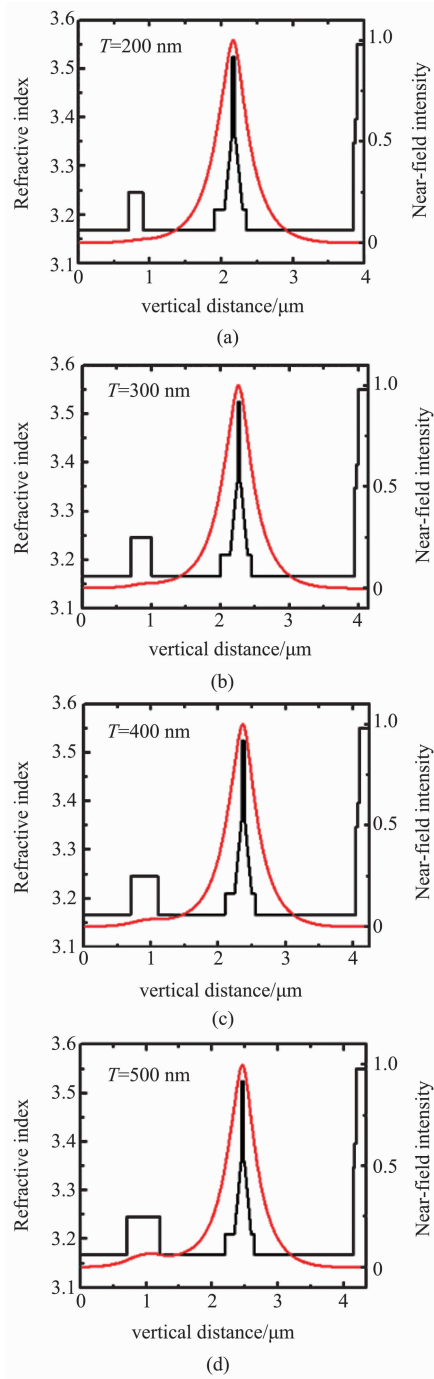 T=200 nm
Refractive index
3.6
3.5
3.4
3.3
3.2
3.1
Near-field intensity
1.0
0.5
0
0 1 2 3 4
vertical distance/μm
(a)
T=300 nm
Refractive index
3.6
3.5
3.4
3.3
3.2
3.1
Near-field intensity
1.0
0.5
0
0 1 2 3 4
vertical distance/μm
(b)
T=400 nm
Refractive index
3.6
3.5
3.4
3.3
3.2
3.1
Near-field intensity
1.0
0.5
0
0 1 2 3 4
vertical distance/μm
(c)
T=500 nm
Refractive index
3.6
3.5
3.4
3.3
3.2
3.1
Near-field intensity
1.0
0.5
0
0 1 2 3 4
vertical distance/μm
(d)